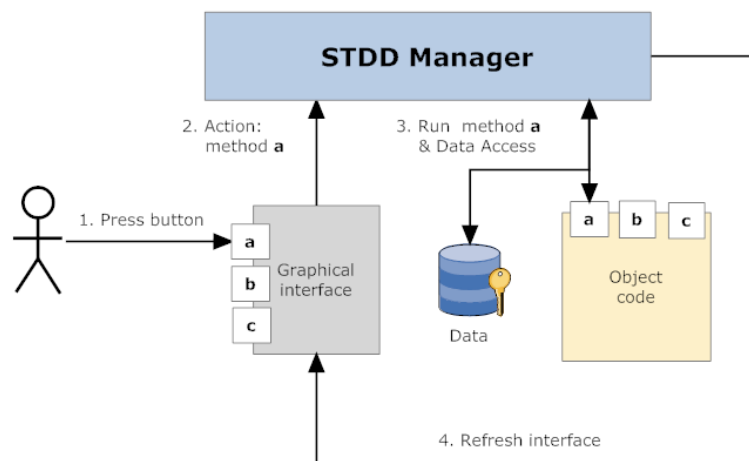 STDD Manager
2. Action:
method a
3. Run method a
& Data Access
1. Press button
a
b
c
Graphical
interface
Data
a
b
c
Object
code
4. Refresh interface